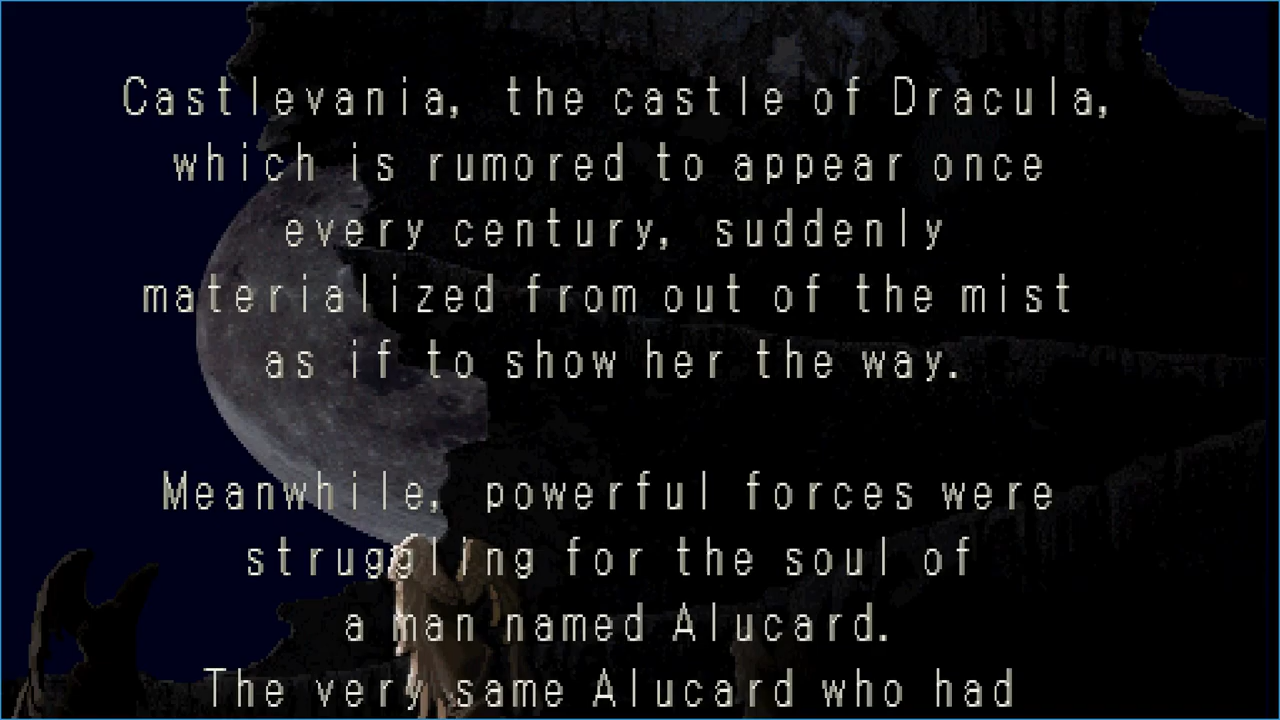 Castlevania, the castle of Dracula,
which is rumored to appear once
every century, suddenly
materialized from out of the mist
as if to show her the way.
Meanwhile, powerful forces were
struggling for the soul of
a man named Alucard.
The very same Alucard who had